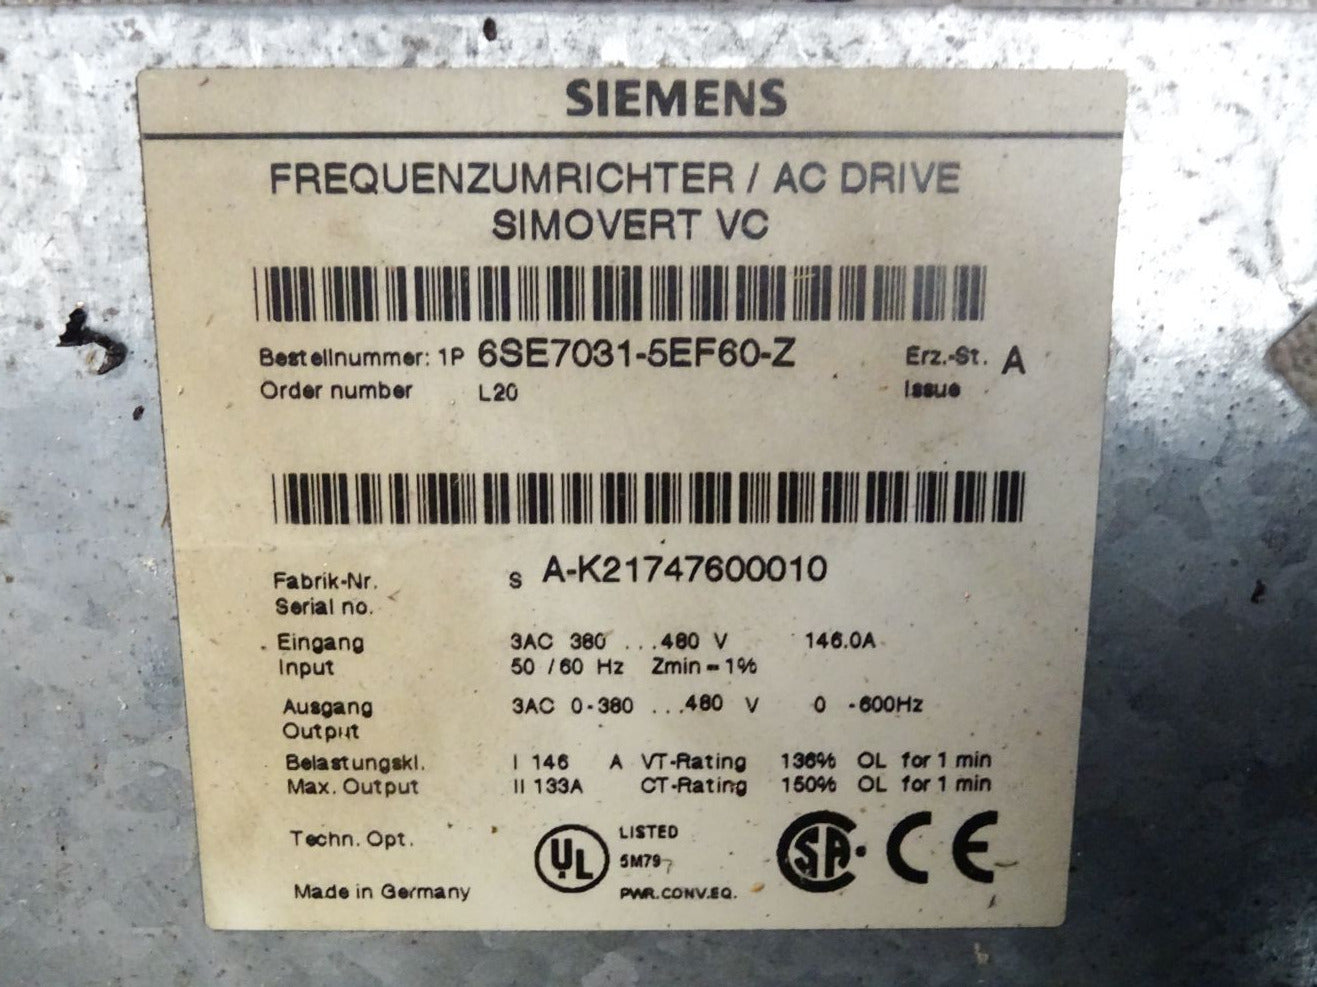 SIEMENS
FREQUENZUMRICHTER / AC DRIVE
SIMOVERT VC
Bestellnummer: 1P 6SE7031-5EF60-Z Erz.-St. A
Order number L20 Issue
Fabrik-Nr. S A-K21747600010
Serial no.
Eingang 3AC 380 ...480 V 146.0A
Input 50 /60 Hz Zmin=1%
Ausgang 3AC 0-380 ...480 V 0 -600Hz
Output
Belastungskl. I 146 A VT-Rating 136% OL for 1 min
Max. Output II 133A CT-Rating 150% OL for 1 min
Techn. Opt. UL LISTED SA CE
5M79
Made in Germany PWR.CONV.EQ.